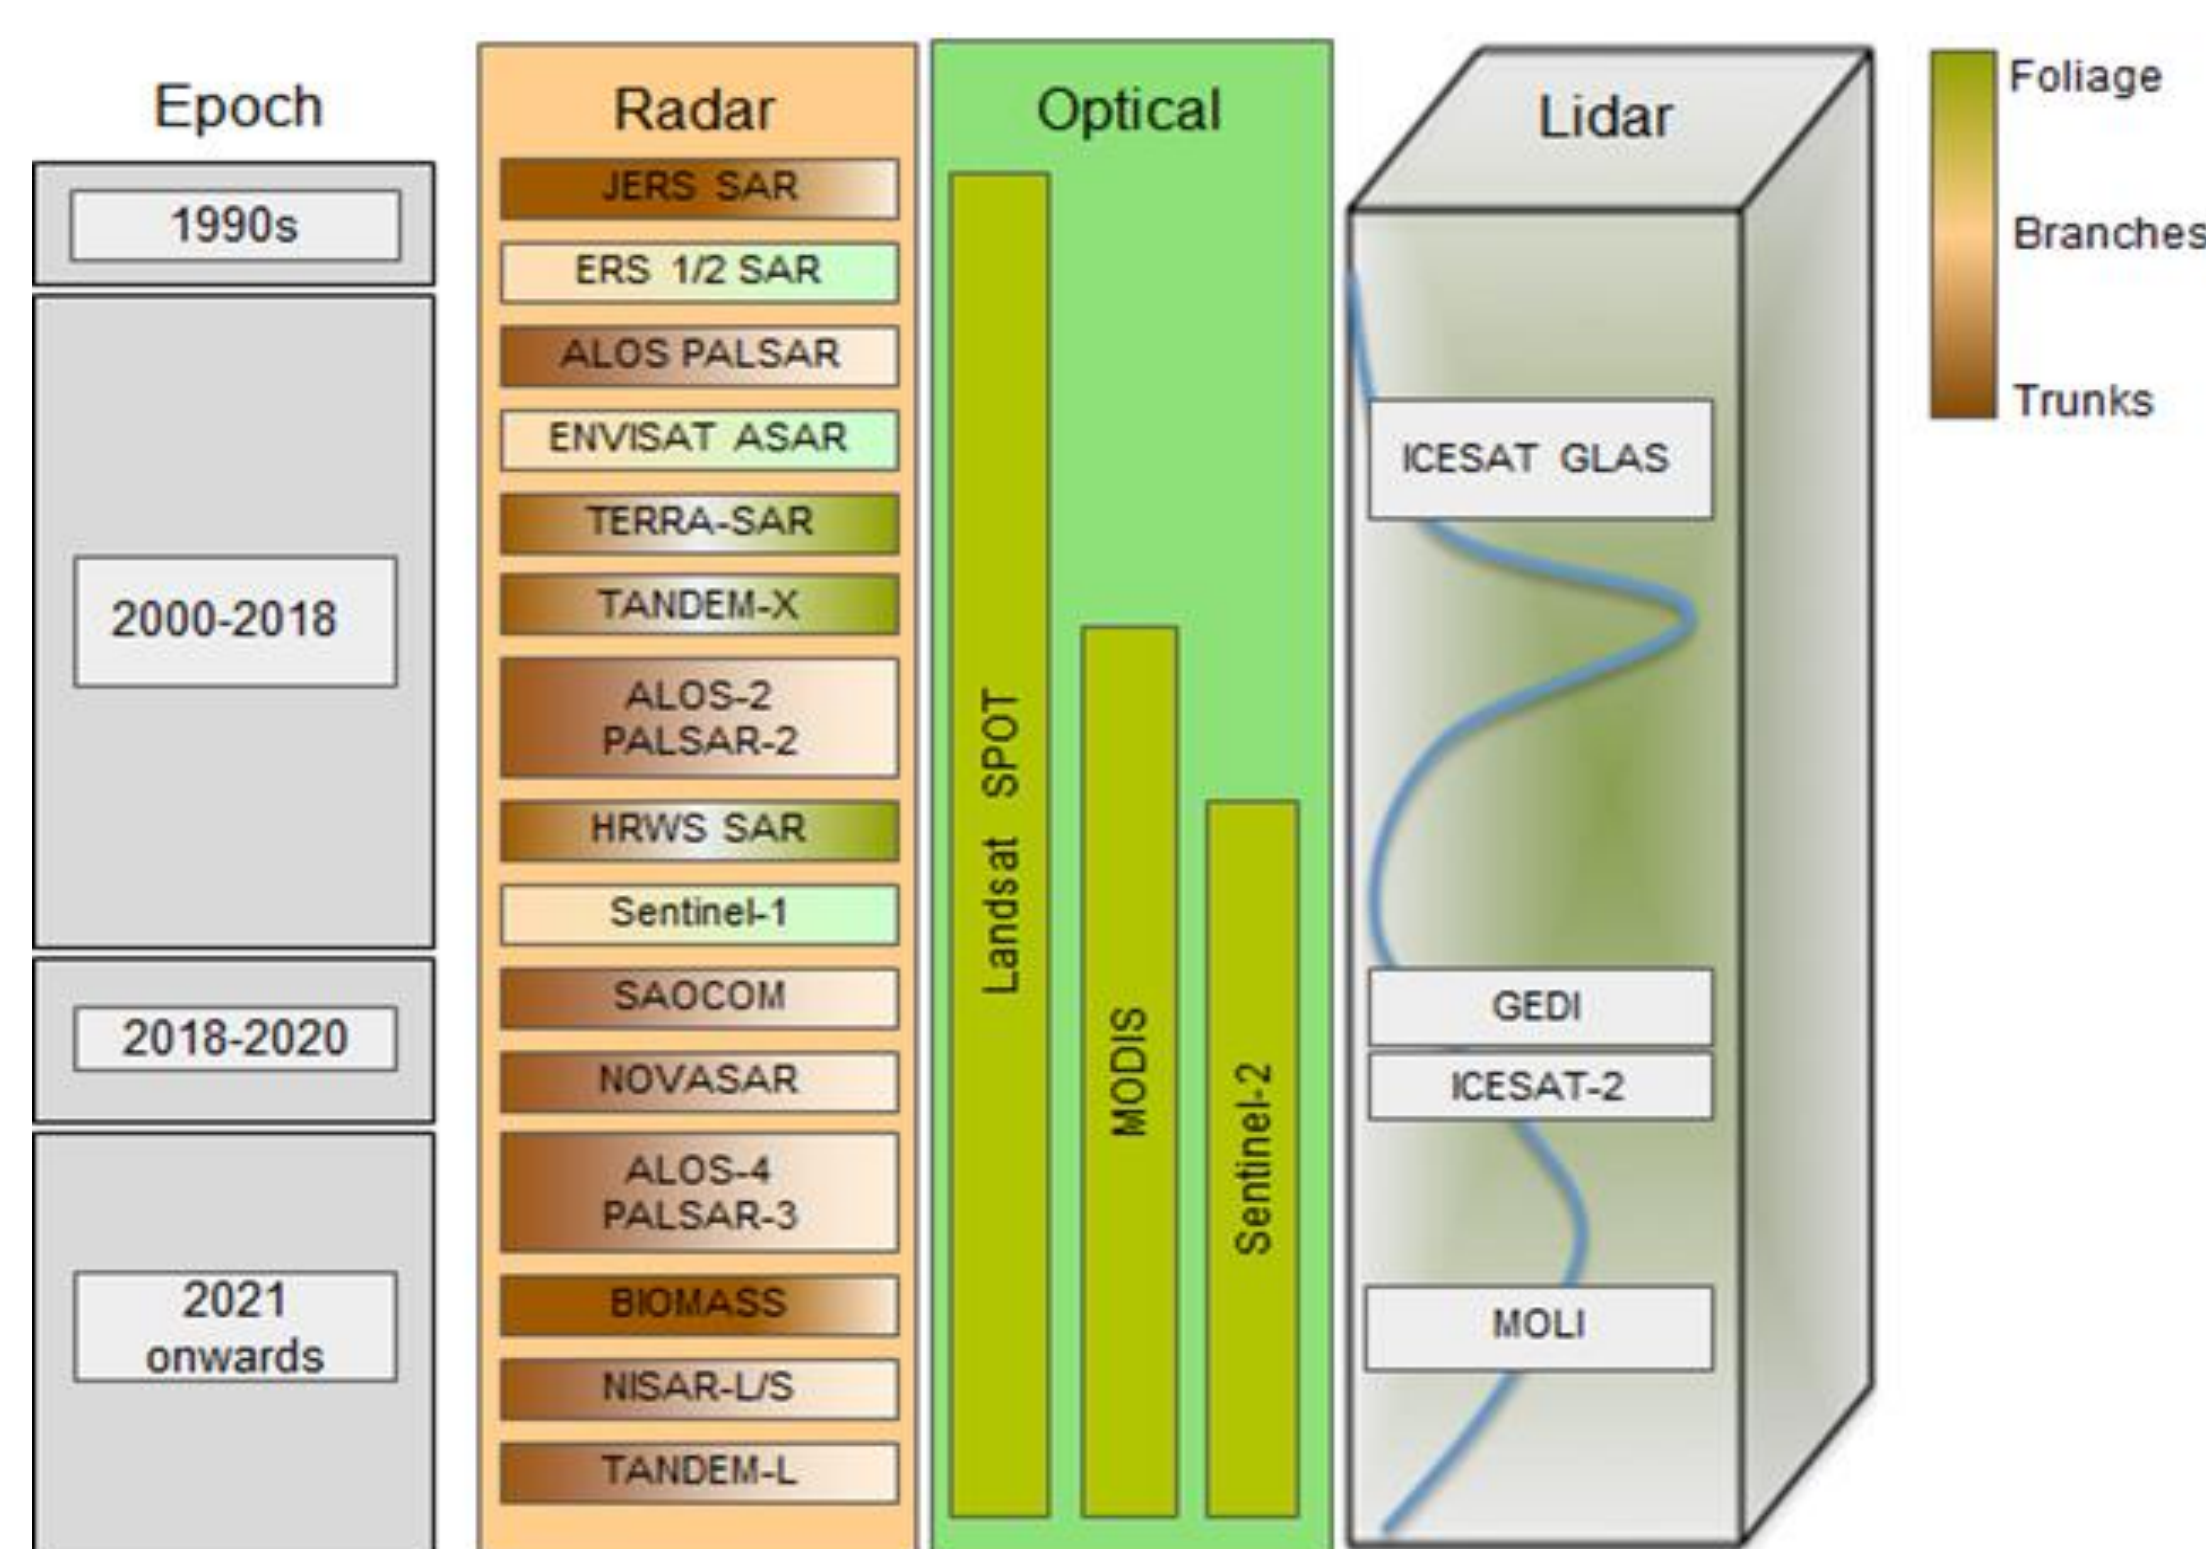 Epoch
1990s
2000-2018
2018-2020
2021
onwards
Radar
JERS SAR
ERS 1/2 SAR
ALOS PALSAR
ENVISAT ASAR
TERRA-SAR
TANDEM-X
ALOS-2
PALSAR-2
HRWS SAR
Sentinel-1
SAOCOM
NOVASAR
ALOS-4
PALSAR-3
BIOMASS
NISAR-L/S
TANDEM-L
Optical
Landsat SPOT
MODIS
Sentinel-2
Lidar
ICESAT GLAS
GEDI
ICESAT-2
MOLI
Foliage
Branches
Trunks